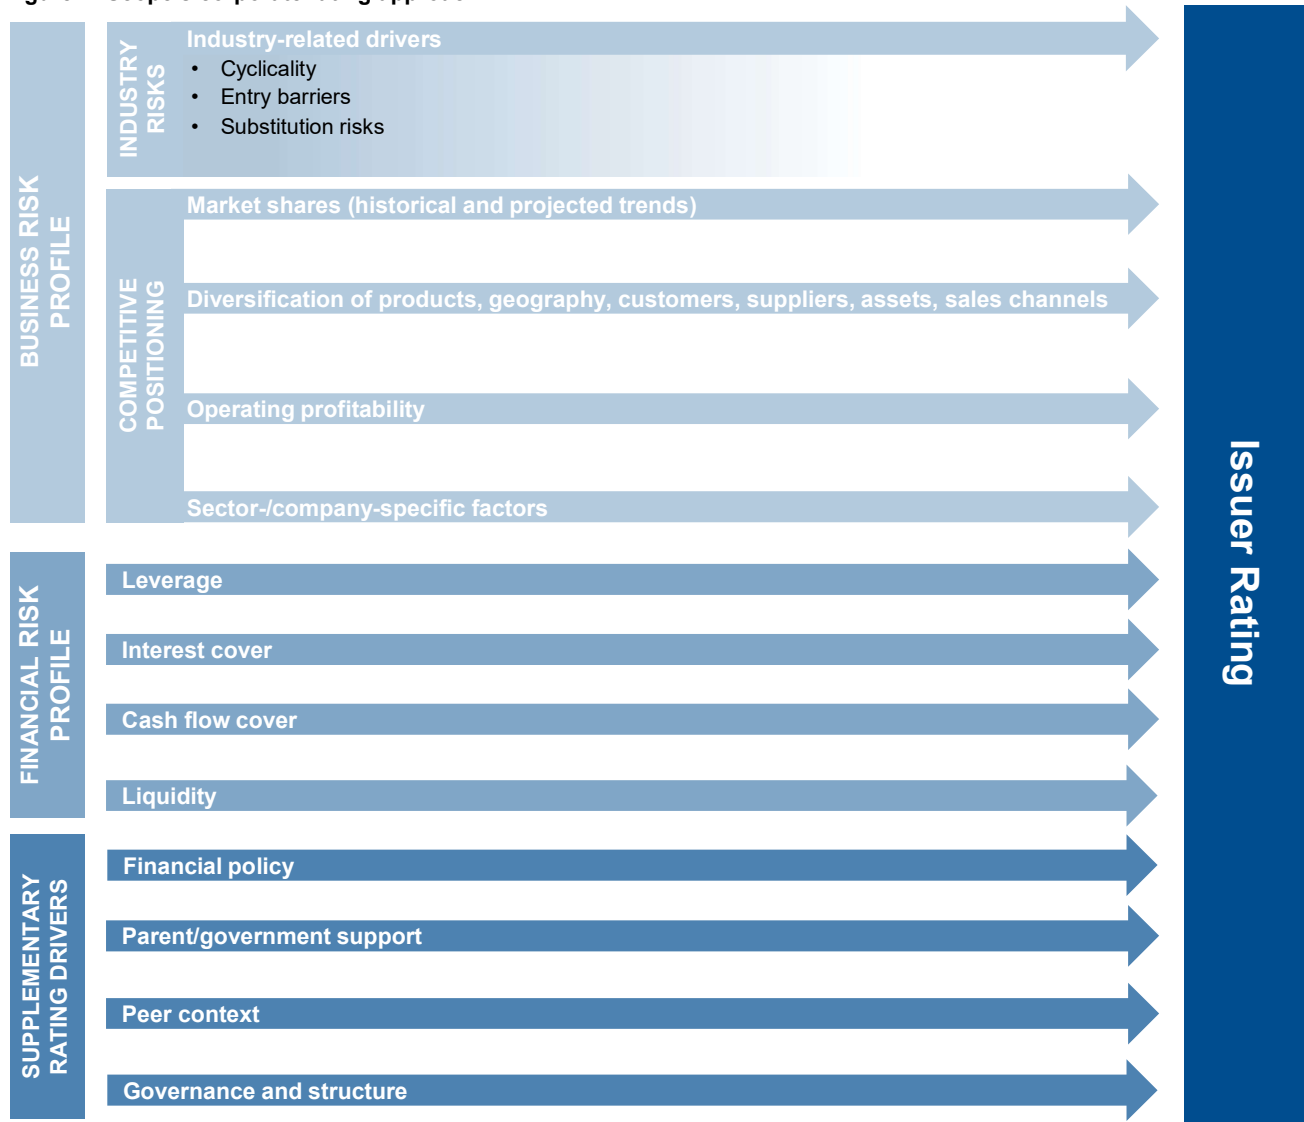 BUSINESS RISK
PROFILE
INDUSTRY
RISKS
Industry-related drivers
• Cyclicality
• Entry barriers
• Substitution risks
COMPETITIVE
POSITIONING
Market shares (historical and projected trends)
Diversification of products, geography, customers, suppliers, assets, sales channels
Operating profitability
Sector-/company-specific factors
FINANCIAL RISK
PROFILE
Leverage
Interest cover
Cash flow cover
Liquidity
SUPPLEMENTARY
RATING DRIVERS
Financial policy
Parent/government support
Peer context
Governance and structure
Issuer Rating